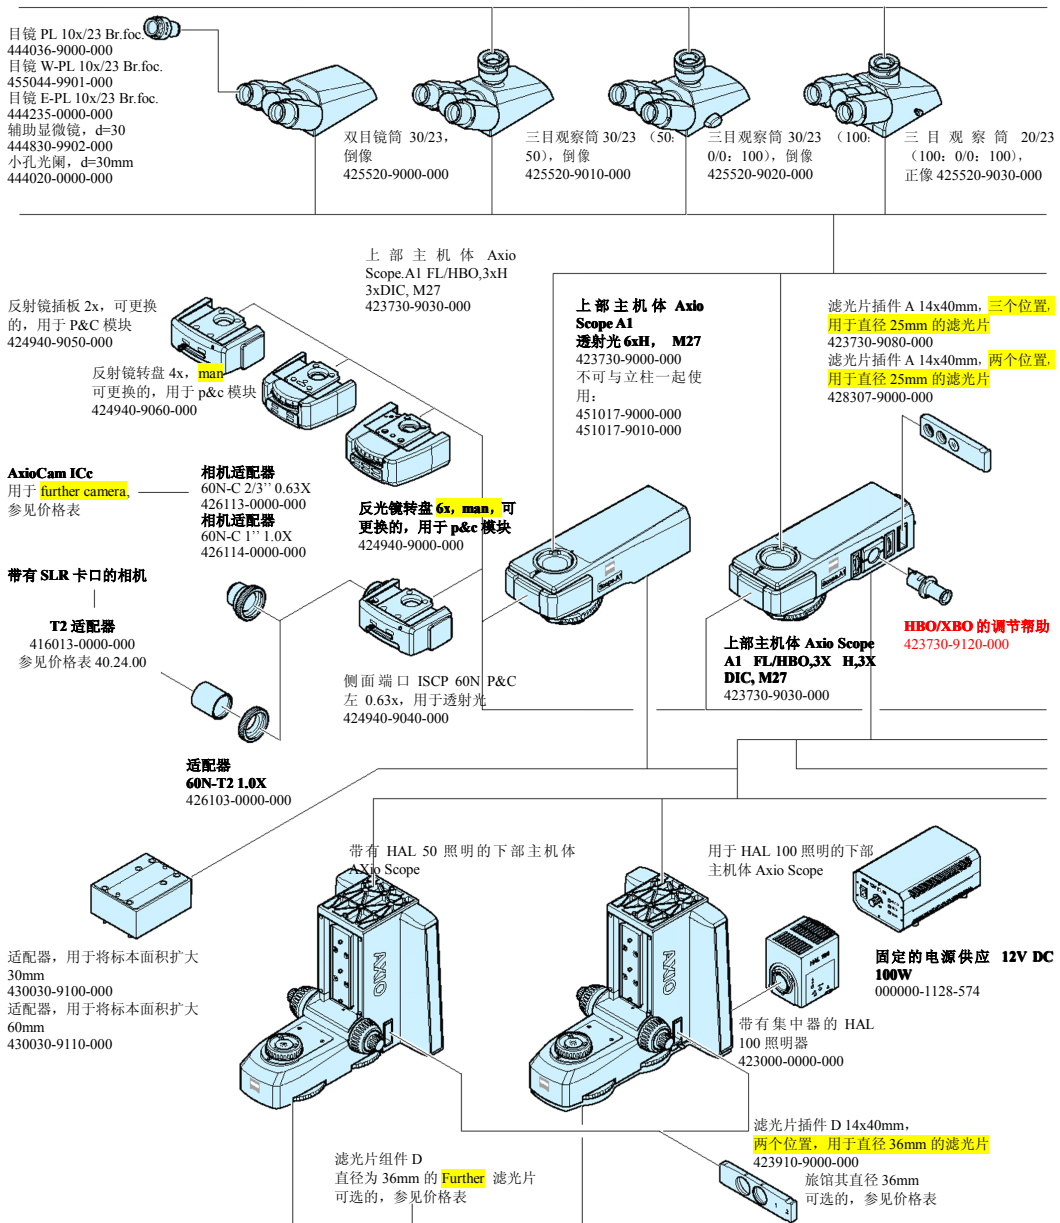 目镜 PL 10x/23 Br.foc.
444036-9000-000
目镜 W-PL 10x/23 Br.foc.
455044-9901-000
目镜 E-PL 10x/23 Br.foc.
444235-0000-000
辅助显微镜，d=30
444830-9902-000
小孔光阑，d=30mm
444020-0000-000
双目镜筒 30/23，
倒像
425520-9000-000
三目观察筒 30/23 （50:
50），倒像
425520-9010-000
三目观察筒 30/23 （100:
0/0：100），倒像
425520-9020-000
三目观察筒 20/23
（100：0/0：100），
正像 425520-9030-000
上部主机体 Axio
Scope.A1 FL/HBO,3xH
3xDIC, M27
423730-9030-000
反射镜插板 2x，可更换
的，用于 P&C 模块
424940-9050-000
反射镜转盘 4x，man
可更换的，用于 p&c 模块
424940-9060-000
上部主机体 Axio
Scope A1
透射光 6xH， M27
423730-9000-000
不可与立柱一起使
用：
451017-9000-000
451017-9010-000
滤光片插件 A 14x40mm，三个位置，
用于直径 25mm 的滤光片
423730-9080-000
滤光片插件 A 14x40mm，两个位置，
用于直径 25mm 的滤光片
428307-9000-000
AxioCam ICc
用于 further camera,
参见价格表
相机适配器
60N-C 2/3’’ 0.63X
426113-0000-000
相机适配器
60N-C 1’’ 1.0X
426114-0000-000
反光镜转盘 6x，man，可
更换的，用于 p&c 模块
424940-9000-000
带有 SLR 卡口的相机
T2 适配器
416013-0000-000
参见价格表 40.24.00
Scope.A1
Scope.A1
HBO/XBO 的调节帮助
423730-9120-000
上部主机体 Axio Scope
A1 FL/HBO,3X H,3X
DIC, M27
423730-9030-000
侧面端口 ISCP 60N P&C
左 0.63x，用于透射光
424940-9040-000
适配器
60N-T2 1.0X
426103-0000-000
带有 HAL 50 照明的下部主机体
AXio Scope
用于 HAL 100 照明的下部
主机体 Axio Scope
AXIO
AXIO
HAL 100
固定的电源供应 12V DC
100W
000000-1128-574
适配器，用于将标本面积扩大
30mm
430030-9100-000
适配器，用于将标本面积扩大
60mm
430030-9110-000
带有集中器的 HAL
100 照明器
423000-0000-000
滤光片插件 D 14x40mm，
两个位置，用于直径 36mm 的滤光片
423910-9000-000
旅馆其直径 36mm
可选的，参见价格表
滤光片组件 D
直径为 36mm 的 Further 滤光片
可选的，参见价格表
1 2